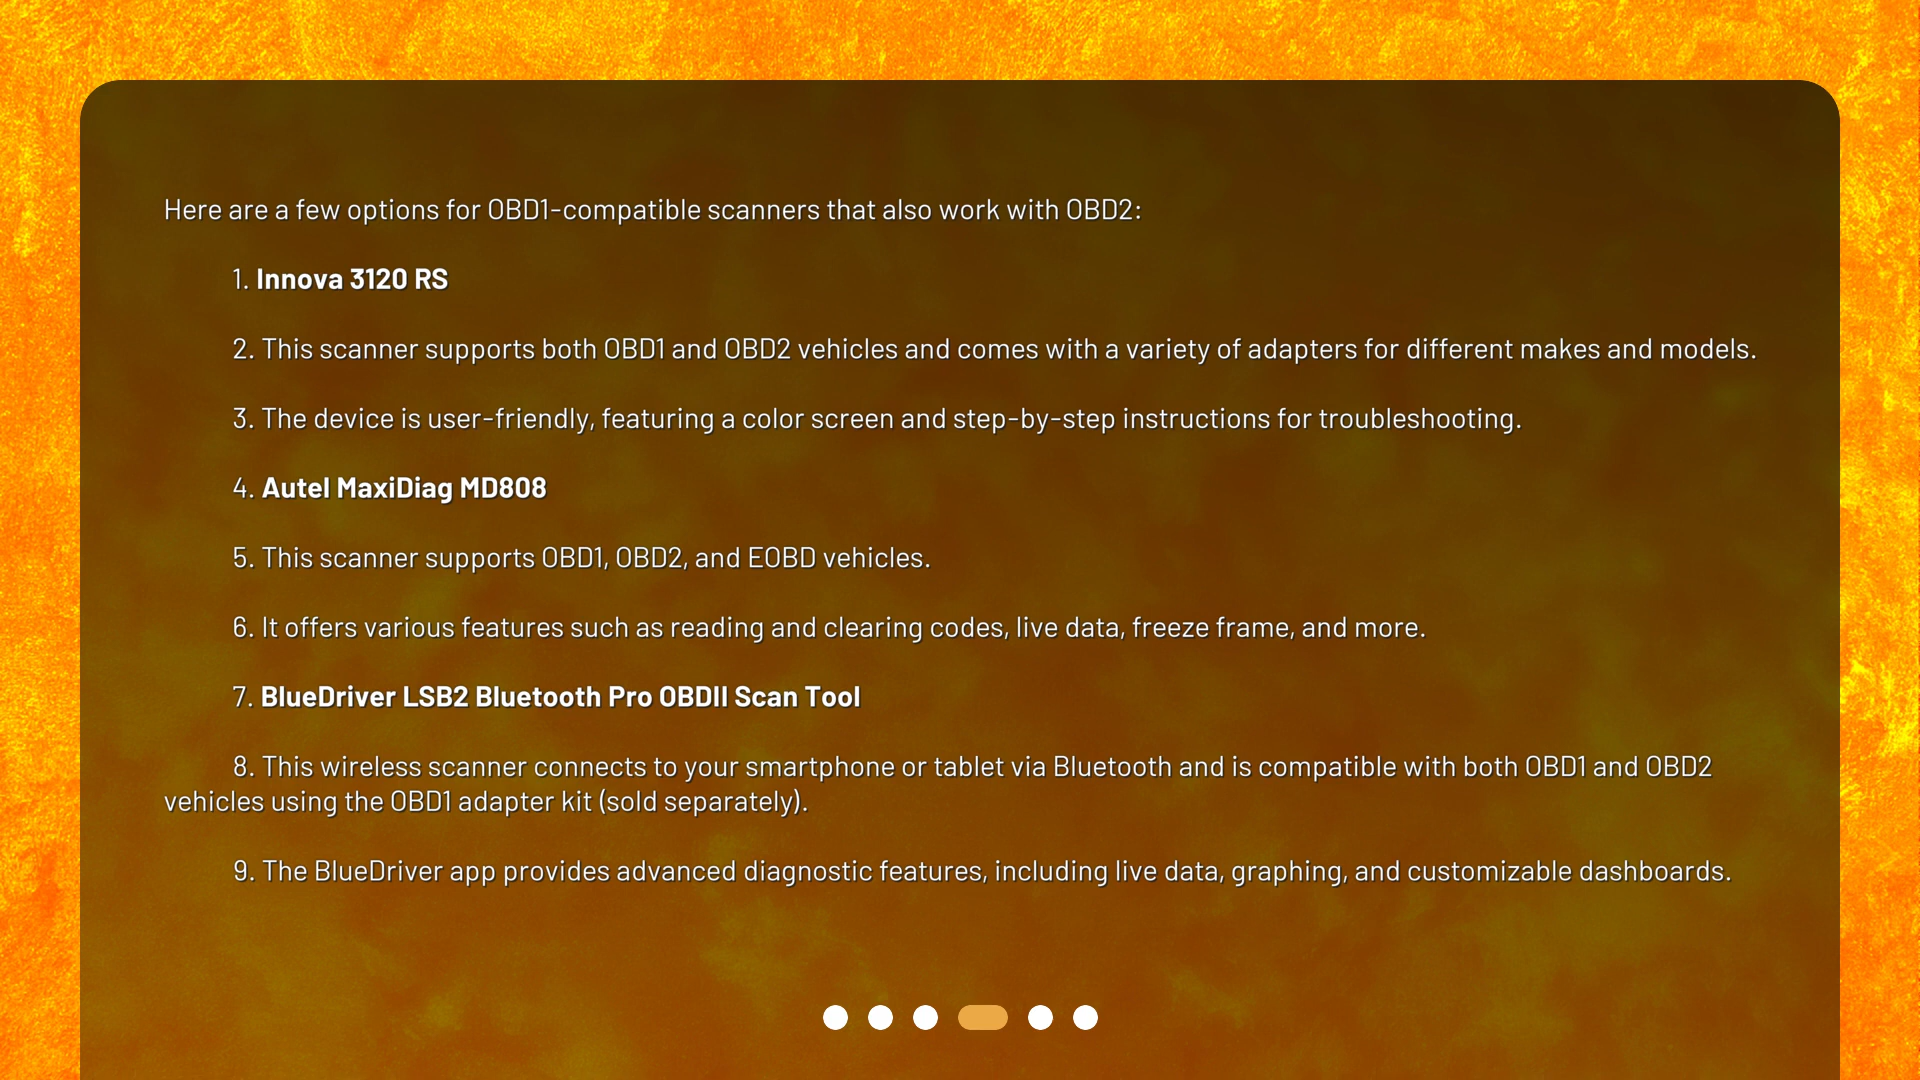 Here are a few options for OBD1-compatible scanners that also work with OBD2:
1. Innova 3120 RS
2. This scanner supports both OBD1 and OBD2 vehicles and comes with a variety of adapters for different makes and models.
3. The device is user-friendly, featuring a color screen and step-by-step instructions for troubleshooting.
4. Autel MaxiDiag MD808
5. This scanner supports OBD1, OBD2, and EOBD vehicles.
6. It offers various features such as reading and clearing codes, live data, freeze frame, and more.
7. BlueDriver LSB2 Bluetooth Pro OBDII Scan Tool
8. This wireless scanner connects to your smartphone or tablet via Bluetooth and is compatible with both OBD1 and OBD2
vehicles using the OBD1 adapter kit (sold separately).
9. The BlueDriver app provides advanced diagnostic features, including live data, graphing, and customizable dashboards.